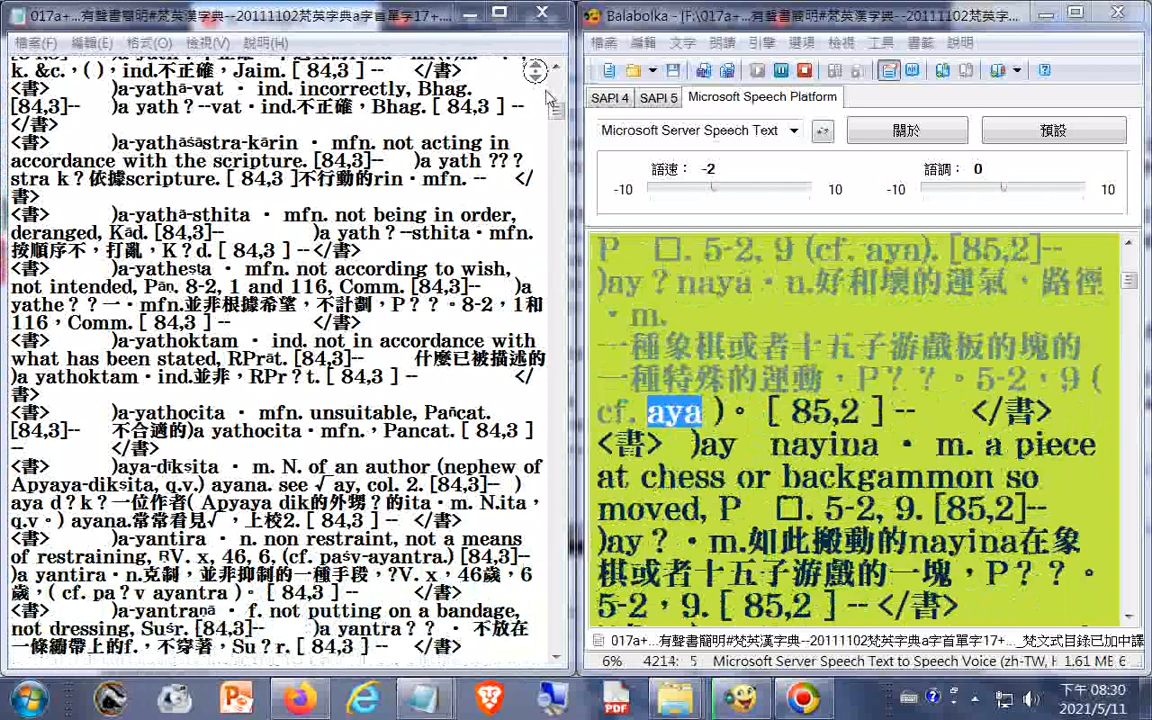 017a+...有聲書簡明#梵英漢字典--20111102梵英字典a字首單字17+...
檔案(F) 編輯(E) 格式(O) 檢視(V) 說明(H)
k. &c.，( )，ind.不正確，Jaim. [ 84,3 ] -- </書>
<書> )a-yathā-vat · ind. incorrectly, Bhag.
[84,3]-- )a yath ? --vat · ind.不正確，Bhag. [ 84,3 ] --
</書>
<書> )a-yathāśāstra-kārin · mfn. not acting in
accordance with the scripture. [84,3]-- )a yath ???
stra k ? 依據scripture. [ 84,3 ]不行動的rin · mfn. -- </
書>
<書> )a-yathā-sthita · mfn. not being in order,
deranged, Kād. [84,3]-- )a yath ? --sthita · mfn.
按順序不，打亂，K ? d. [ 84,3 ] -- </書>
<書> )a-yatheṣṭa · mfn. not according to wish,
not intended, Pāṇ. 8-2, 1 and 116, Comm. [84,3]-- )a
yathe ? ? 一 · mfn.並非根據希望，不計劃，P ? ? 。8-2，1和
116，Comm. [ 84,3 ] -- </書>
<書> )a-yathoktam · ind. not in accordance with
what has been stated, RPrāt. [84,3]-- 什麼已被描述的
)a yathoktam · ind.並非，RPr ? t. [ 84,3 ] -- </
書>
<書> )a-yathocita · mfn. unsuitable, Pañcat.
[84,3]-- 不合適的)a yathocita · mfn.，Pancat. [ 84,3 ]
-- </書>
<書> )aya-dīkṣita · m. N. of an author (nephew of
Apyaya-dikṣita, q.v.) ayana. see √ay, col. 2. [84,3]-- )
aya d ? k ? 一位作者( Apyaya dik的外甥 ? 的ita · m. N.ita，
q.v。) ayana.常常看見√，上校2. [ 84,3 ] -- </書>
<書> )a-yantira · n. non restraint, not a means
of restraining, RV. x, 46, 6, (cf. paśv-ayantra.) [84,3]--
)a yantira · n.克制，並非抑制的一種手段，?V. x，46歲，6
歲，( cf. pa ? v ayantra )。[ 84,3 ] -- </書>
<書> )a-yantraṇā · f. not putting on a bandage,
not dressing, Suśr. [84,3]-- )a yantra ? ? · 不放在
一條繃帶上的f.，不穿著，Su ? r. [ 84,3 ] -- </書>
Balabolka - [F:\017a+...有聲書簡明#梵英漢字典--20111102梵英字...
檔案 編輯 文字 朗讀 引擎 選項 檢視 工具 書籤 說明
SAPI 4 SAPI 5 Microsoft Speech Platform
Microsoft Server Speech Text 關於 預設
語速： -2 語調： 0
-10 10 -10 10
P □. 5-2, 9 (cf. aya). [85,2]--
)ay ? naya · n.好和壞的運氣，路徑
· m.
一種象棋或者十五子游戲板的塊的
一種特殊的運動，P ? ? 。5-2，9 (
cf. aya )。[ 85,2 ] -- </書>
<書> )ay nayina · m. a piece
at chess or backgammon so
moved, P □. 5-2, 9. [85,2]--
)ay ? · m.如此搬動的nayina在象
棋或者十五子游戲的一塊，P ? ? 。
5-2，9. [ 85,2 ] -- </書>
017a+...有聲書簡明#梵英漢字典--20111102梵英字典a字首單字17+..._梵文式目錄已加中譯
6% 4214: 5 Microsoft Server Speech Text to Speech Voice (zh-TW, H 1.61 MB 6
下午 08:30
2021/5/11